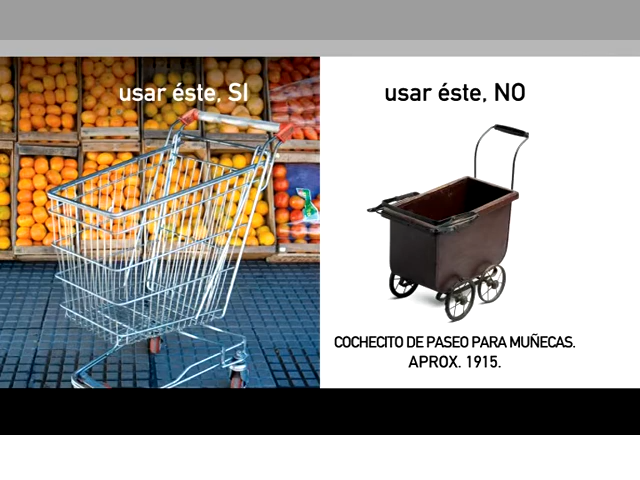 usar éste, SI
usar éste, NO
COCHECITO DE PASEO PARA MUÑECAS.
APROX. 1915.